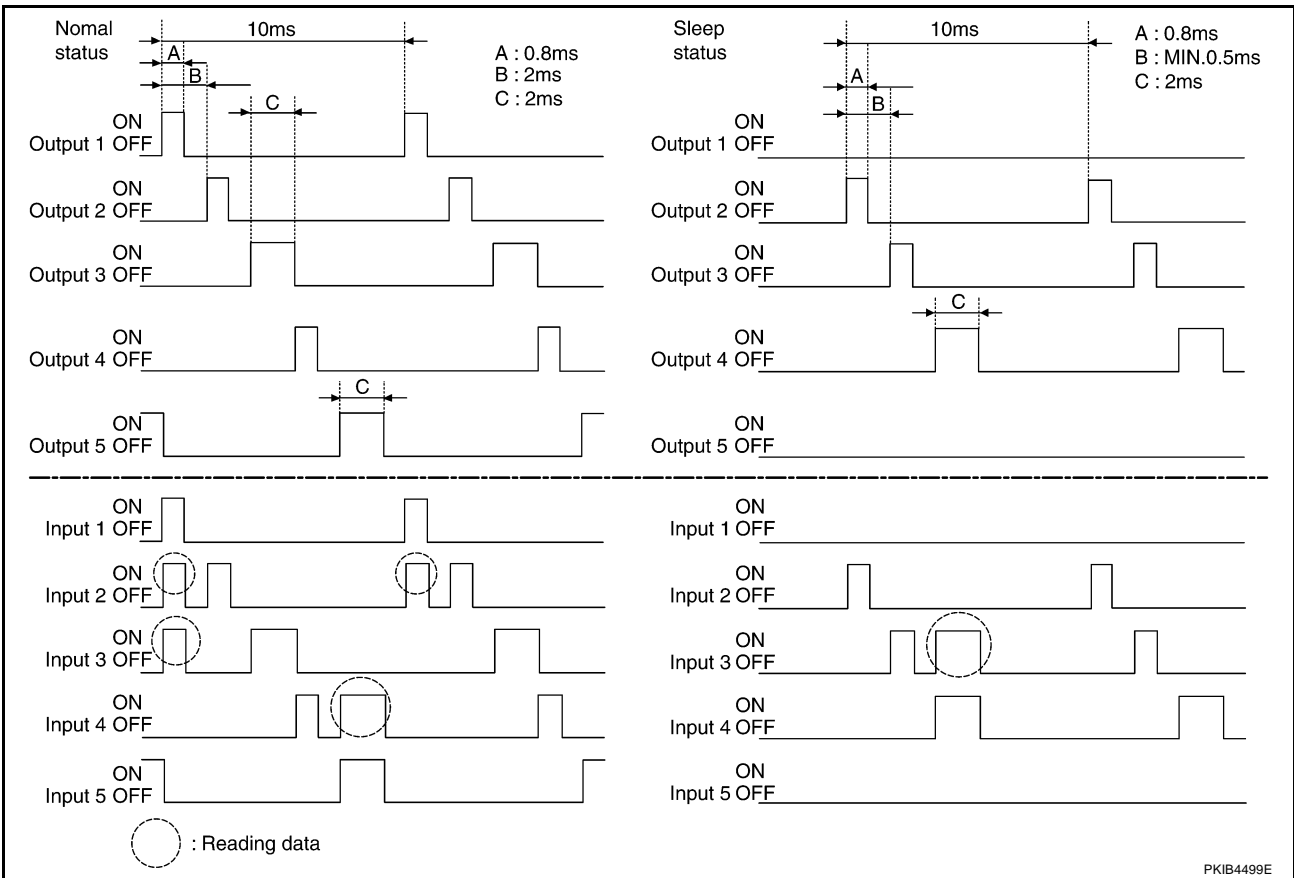 Nomal
status
10ms
A
B
C
A : 0.8ms
B : 2ms
C : 2ms
ON
Output 1 OFF
ON
Output 2 OFF
ON
Output 3 OFF
ON
Output 4 OFF
C
ON
Output 5 OFF
Sleep
status
10ms
A
B
A : 0.8ms
B : MIN.0.5ms
C : 2ms
ON
Output 1 OFF
ON
Output 2 OFF
ON
Output 3 OFF
C
ON
Output 4 OFF
ON
Output 5 OFF
ON
Input 1 OFF
ON
Input 2 OFF
ON
Input 3 OFF
ON
Input 4 OFF
ON
Input 5 OFF
: Reading data
ON
Input 1 OFF
ON
Input 2 OFF
ON
Input 3 OFF
ON
Input 4 OFF
ON
Input 5 OFF
PKIB4499E